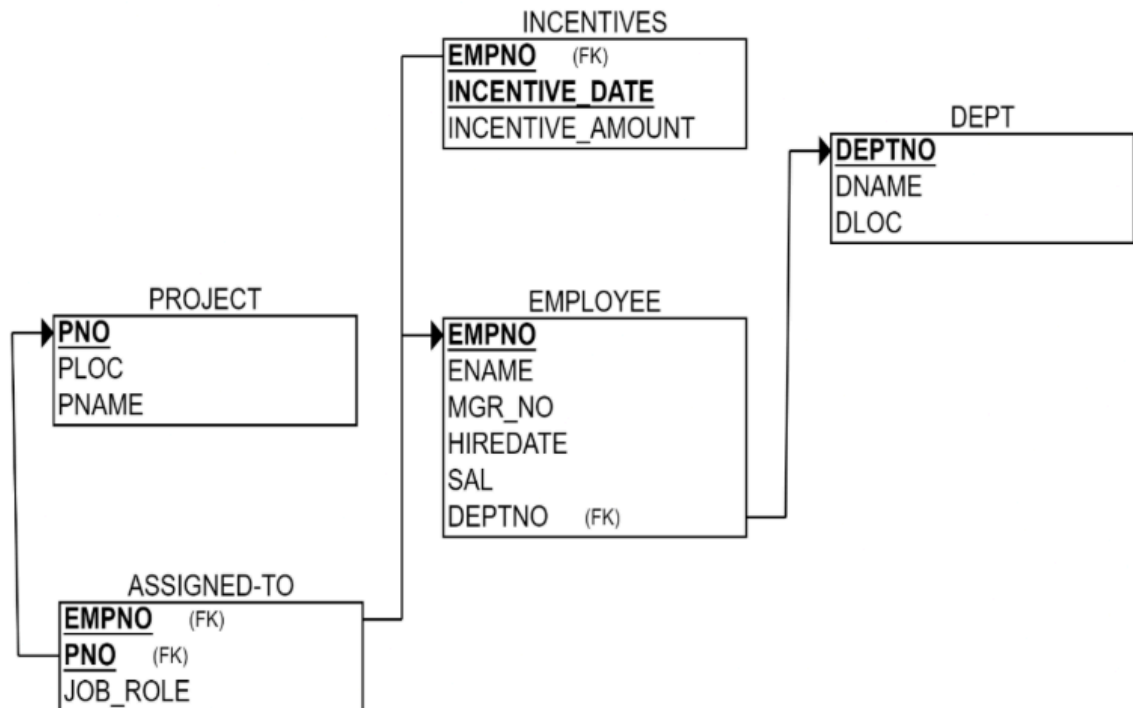 INCENTIVES
EMPNO (FK)
INCENTIVE_DATE
INCENTIVE_AMOUNT
DEPT
DEPTNO
DNAME
DLOC
PROJECT
PNO
PLOC
PNAME
EMPLOYEE
EMPNO
ENAME
MGR_NO
HIREDATE
SAL
DEPTNO (FK)
ASSIGNED-TO
EMPNO (FK)
PNO (FK)
JOB_ROLE